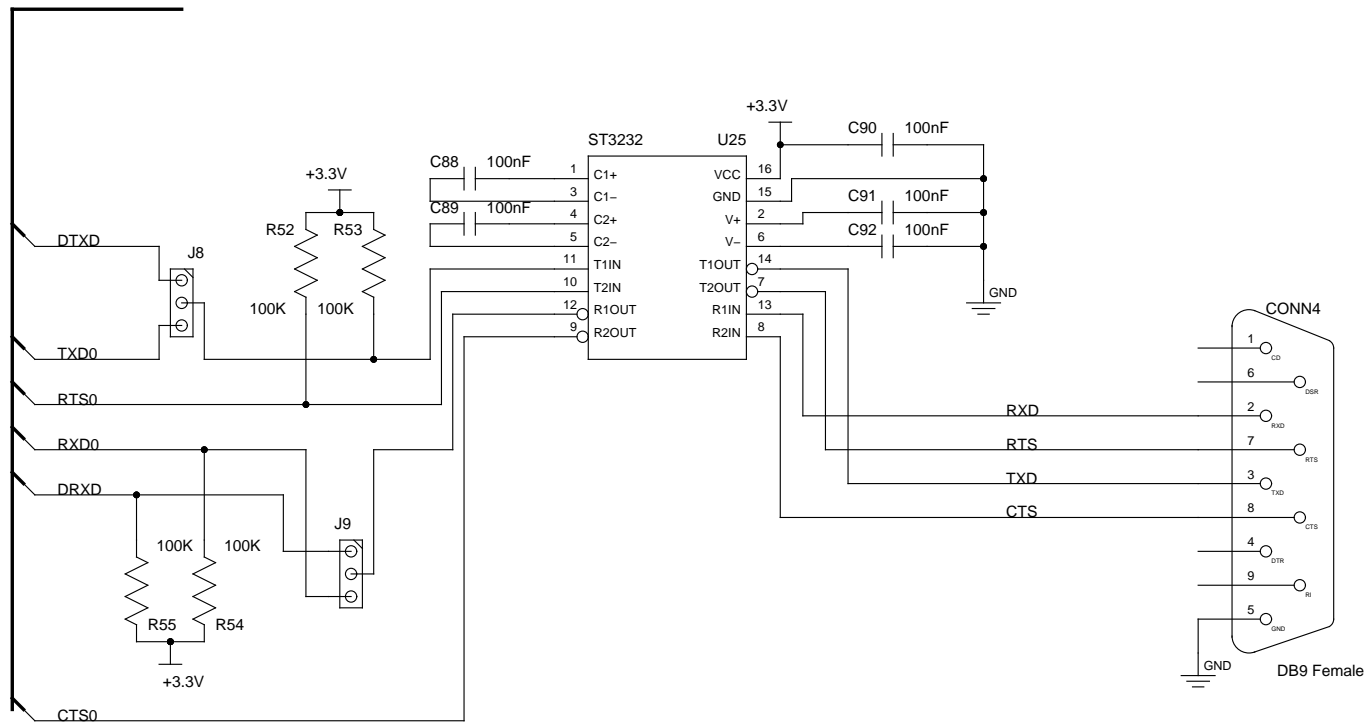 +3.3V
C90 100nF
ST3232 U25
C88 100nF
1 C1+ VCC 16
+3.3V
3 C1− GND 15
C91 100nF
C89 100nF
4 C2+ V+ 2
R52 R53
C92 100nF
DTXD
5 C2− V− 6
J8
11 T1IN T1OUT 14
10 T2IN T2OUT 7
GND
100K 100K
12 R1OUT R1IN 13
CONN4
9 R2OUT R2IN 8
1 CD
TXD0
6 DSR
RTS0
RXD 2 RXD
RXD0
RTS 7 RTS
TXD 3 TXD
DRXD
CTS 8 CTS
J9
100K 100K
4 DTR
9 RI
R55 R54
5 GND
GND
DB9 Female
+3.3V
CTS0